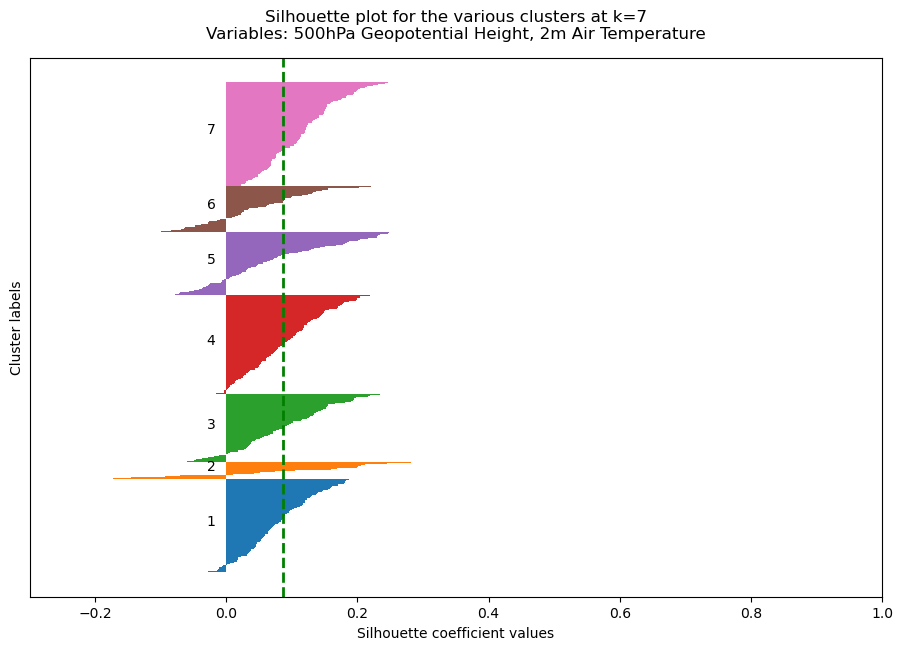 Silhouette plot for the various clusters at k=7
Variables: 500hPa Geopotential Height, 2m Air Temperature
7
6
5
4
3
2
1
Cluster labels
−0.2 0.0 0.2 0.4 0.6 0.8 1.0
Silhouette coefficient values